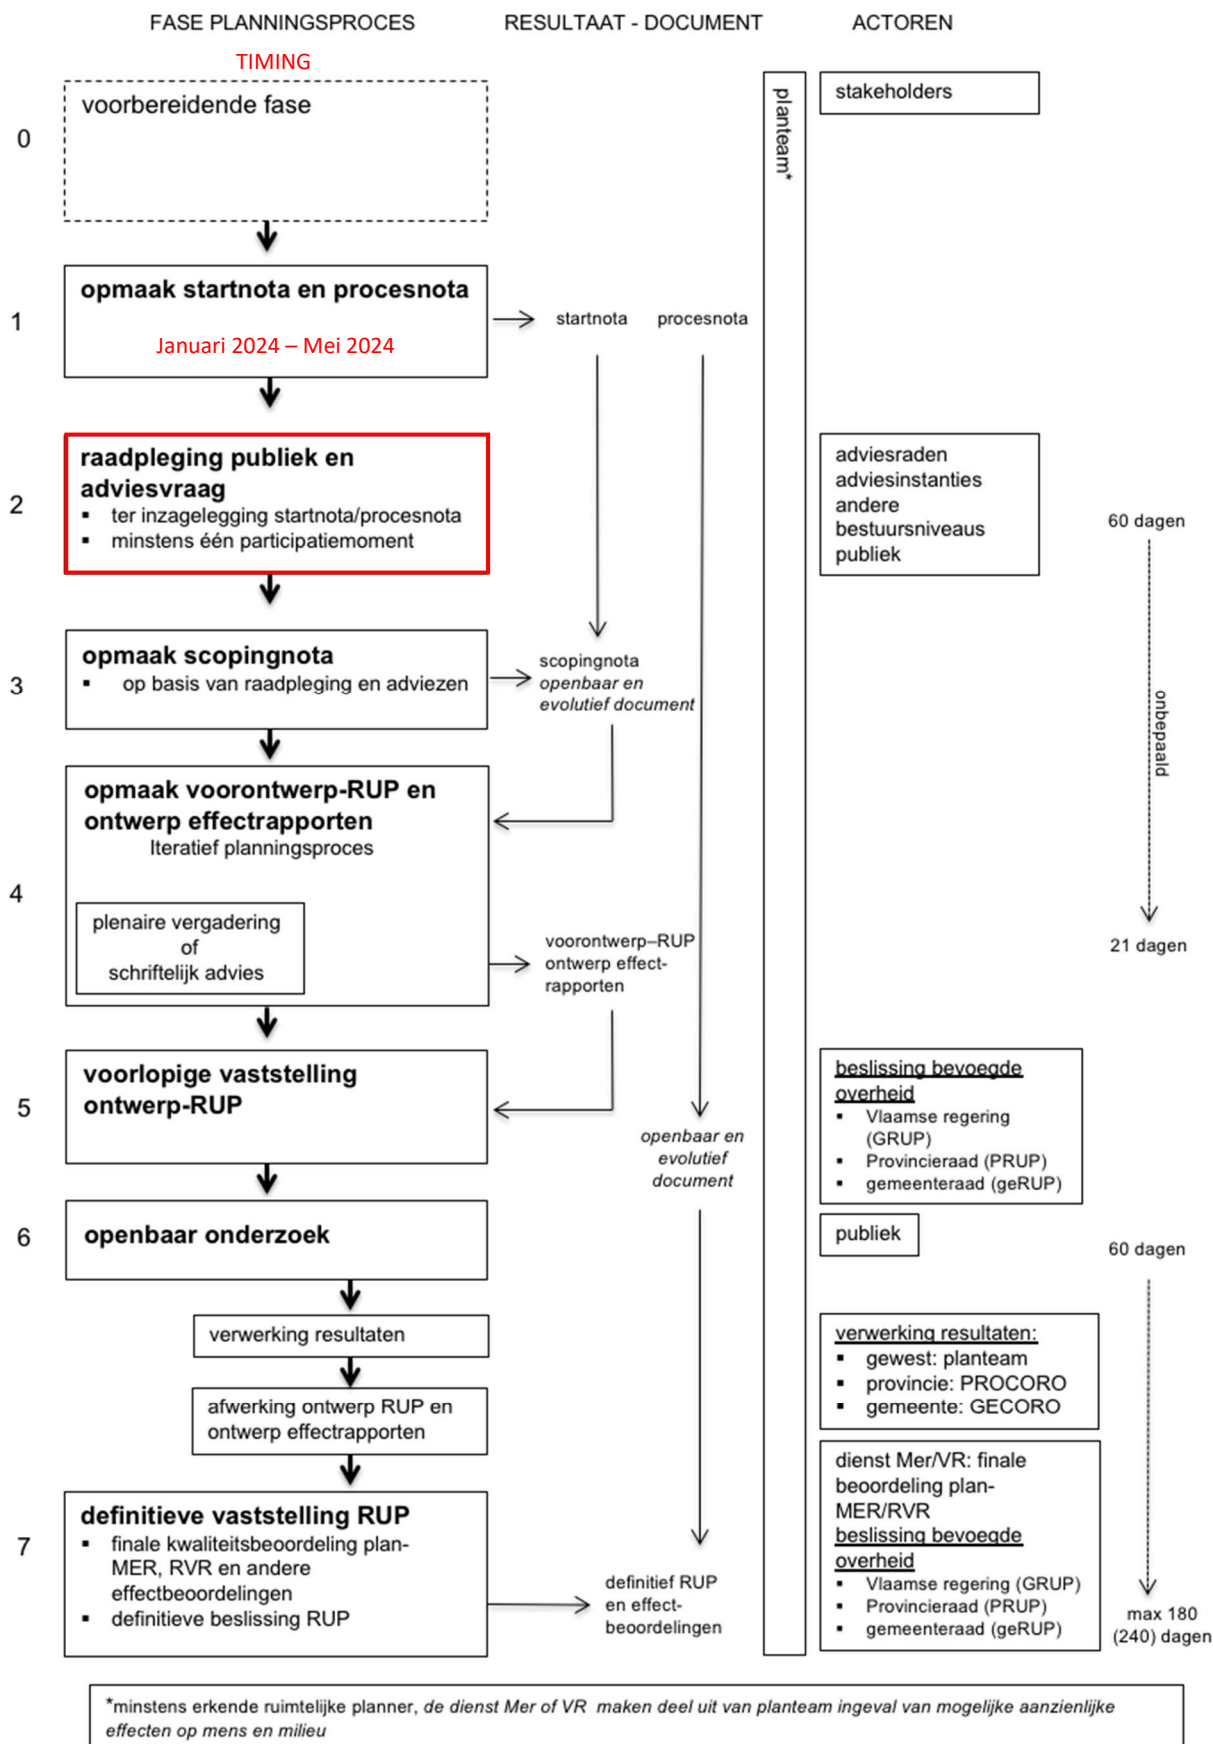 FASE PLANNINGSPROCES
RESULTAAT - DOCUMENT
ACTOREN
TIMING
0
voorbereidende fase
planteam*
stakeholders
1
opmaak startnota en procesnota
Januari 2024 – Mei 2024
startnota
procesnota
2
raadpleging publiek en
adviesvraag
▪ ter inzagelegging startnota/procesnota
▪ minstens één participatiemoment
adviesraden
adviesinstanties
andere
bestuursniveaus
publiek
60 dagen
3
opmaak scopingnota
▪ op basis van raadpleging en adviezen
scopingnota
openbaar en
evolutief document
onbepaald
4
opmaak voorontwerp-RUP en
ontwerp effectrapporten
Iteratief planningsproces
plenaire vergadering
of
schriftelijk advies
voorontwerp–RUP
ontwerp effect-
rapporten
21 dagen
5
voorlopige vaststelling
ontwerp-RUP
openbaar en
evolutief
document
beslissing bevoegde
overheid
▪ Vlaamse regering
(GRUP)
▪ Provincieraad (PRUP)
▪ gemeenteraad (geRUP)
6
openbaar onderzoek
publiek
60 dagen
verwerking resultaten
verwerking resultaten:
▪ gewest: planteam
▪ provincie: PROCORO
▪ gemeente: GECORO
afwerking ontwerp RUP en
ontwerp effectrapporten
7
definitieve vaststelling RUP
▪ finale kwaliteitsbeoordeling plan-
MER, RVR en andere
effectbeoordelingen
▪ definitieve beslissing RUP
definitief RUP
en effect-
beoordelingen
dienst Mer/VR: finale
beoordeling plan-
MER/RVR
beslissing bevoegde
overheid
▪ Vlaamse regering (GRUP)
▪ Provincieraad (PRUP)
▪ gemeenteraad (geRUP)
max 180
(240) dagen
*minstens erkende ruimtelijke planner, de dienst Mer of VR maken deel uit van planteam ingeval van mogelijke aanzienlijke
effecten op mens en milieu